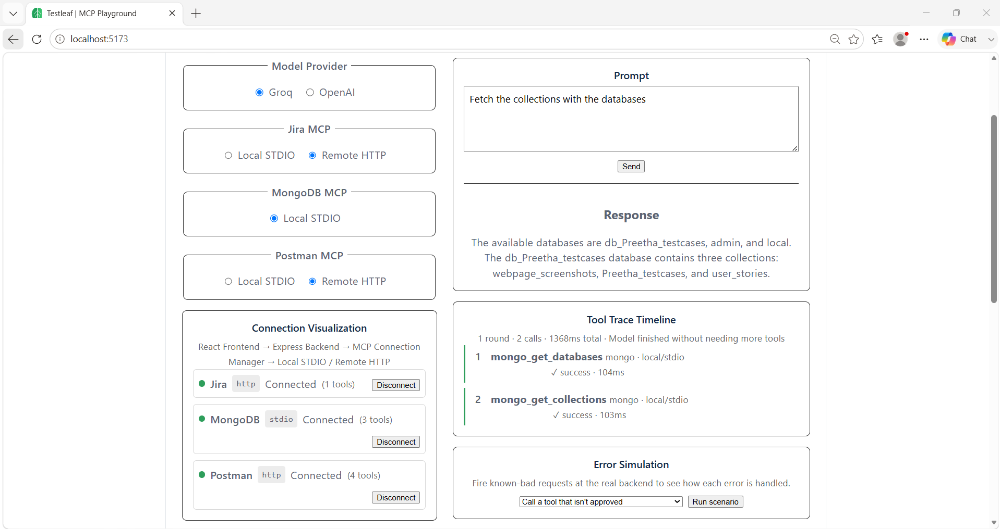 Testleaf | MCP Playground
localhost:5173
Chat
Model Provider
Groq OpenAI
Jira MCP
Local STDIO Remote HTTP
MongoDB MCP
Local STDIO
Postman MCP
Local STDIO Remote HTTP
Connection Visualization
React Frontend → Express Backend → MCP Connection
Manager → Local STDIO / Remote HTTP
Jira http Connected (1 tools) Disconnect
MongoDB stdio Connected (3 tools)
Disconnect
Postman http Connected (4 tools)
Disconnect
Prompt
Fetch the collections with the databases
Send
Response
The available databases are db_Preetha_testcases, admin, and local.
The db_Preetha_testcases database contains three collections:
webpage_screenshots, Preetha_testcases, and user_stories.
Tool Trace Timeline
1 round · 2 calls · 1368ms total · Model finished without needing more tools
1 mongo_get_databases mongo · local/stdio
✓ success · 104ms
2 mongo_get_collections mongo · local/stdio
✓ success · 103ms
Error Simulation
Fire known-bad requests at the real backend to see how each error is handled.
Call a tool that isn't approved Run scenario